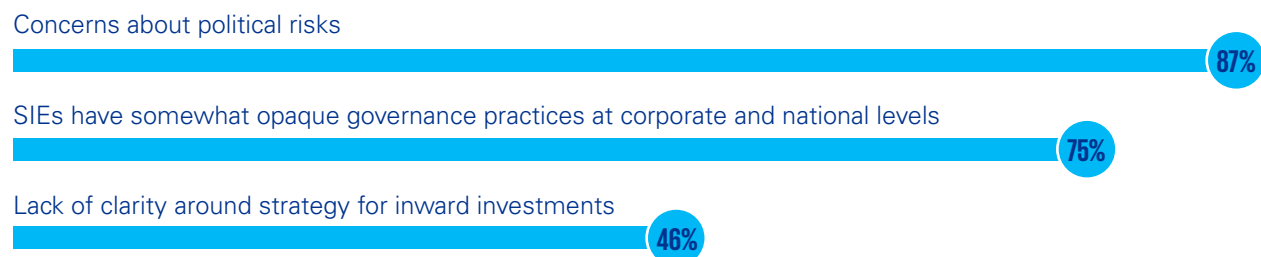 Concerns about political risks
87%
SIEs have somewhat opaque governance practices at corporate and national levels
75%
Lack of clarity around strategy for inward investments
46%